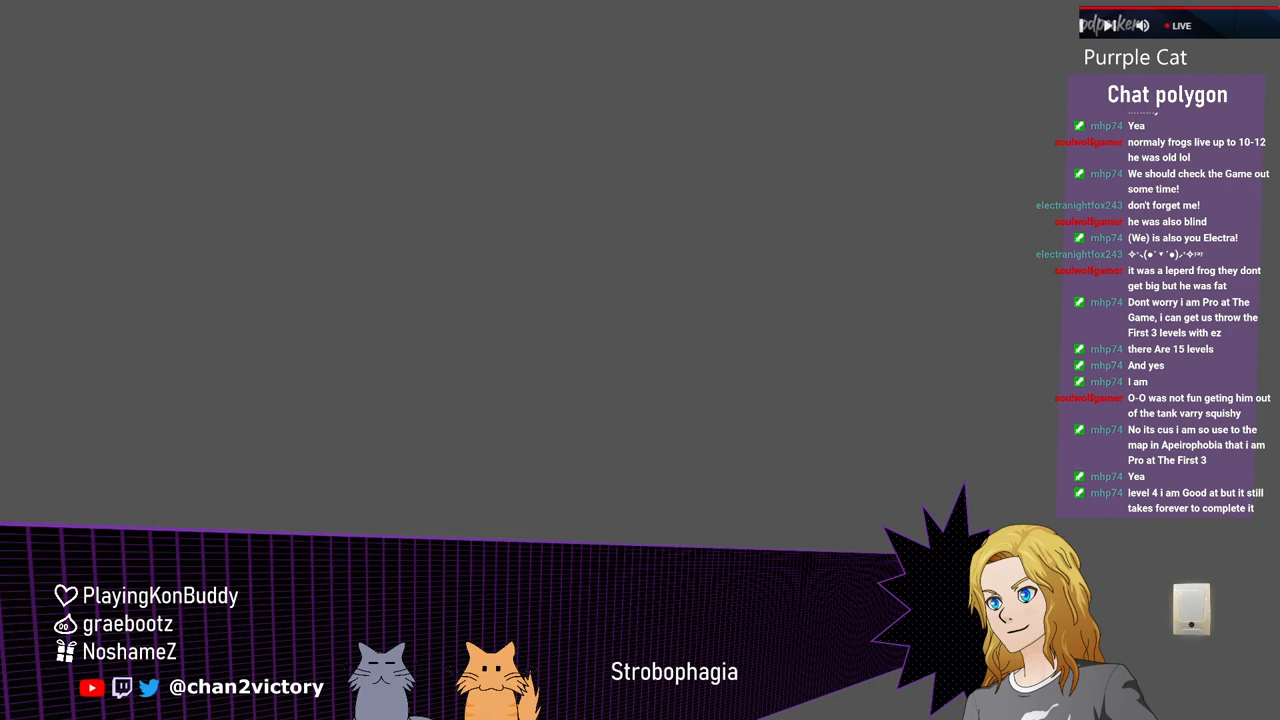 LIVE
Purrple Cat
Chat polygon
mhp74 Yea
soulwolfgamer normaly frogs live up to 10-12
he was old lol
mhp74 We should check the Game out
some time!
electranightfox243 don't forget me!
soulwolfgamer he was also blind
mhp74 (We) is also you Electra!
electranightfox243
soulwolfgamer it was a leperd frog they dont
get big but he was fat
mhp74 Dont worry i am Pro at The
Game, i can get us throw the
First 3 levels with ez
mhp74 there Are 15 levels
mhp74 And yes
mhp74 I am
soulwolfgamer O-O was not fun geting him out
of the tank varry squishy
mhp74 No its cus i am so use to the
map in Apeirophobia that i am
Pro at The First 3
mhp74 Yea
mhp74 level 4 i am Good at but it still
takes forever to complete it
PlayingKonBuddy
graebootz
NoshameZ
@chan2victory
Strobophagia